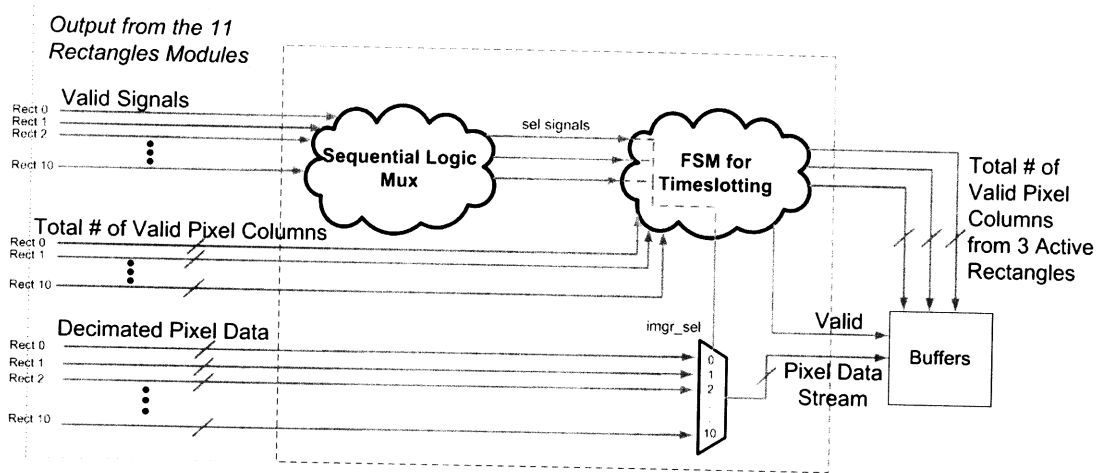 Output from the 11
Rectangles Modules
Valid Signals
Rect 0
Rect 1
Rect 2
Rect 10
Sequential Logic
Mux
sel signals
FSM for
Timeslotting
Total # of
Valid Pixel
Columns
from 3 Active
Rectangles
Total # of Valid Pixel Columns
Rect 0
Rect 1
Rect 10
Decimated Pixel Data
Rect 0
Rect 1
Rect 2
Rect 10
imgr_sel
0
1
2
10
Valid
Pixel Data
Stream
Buffers